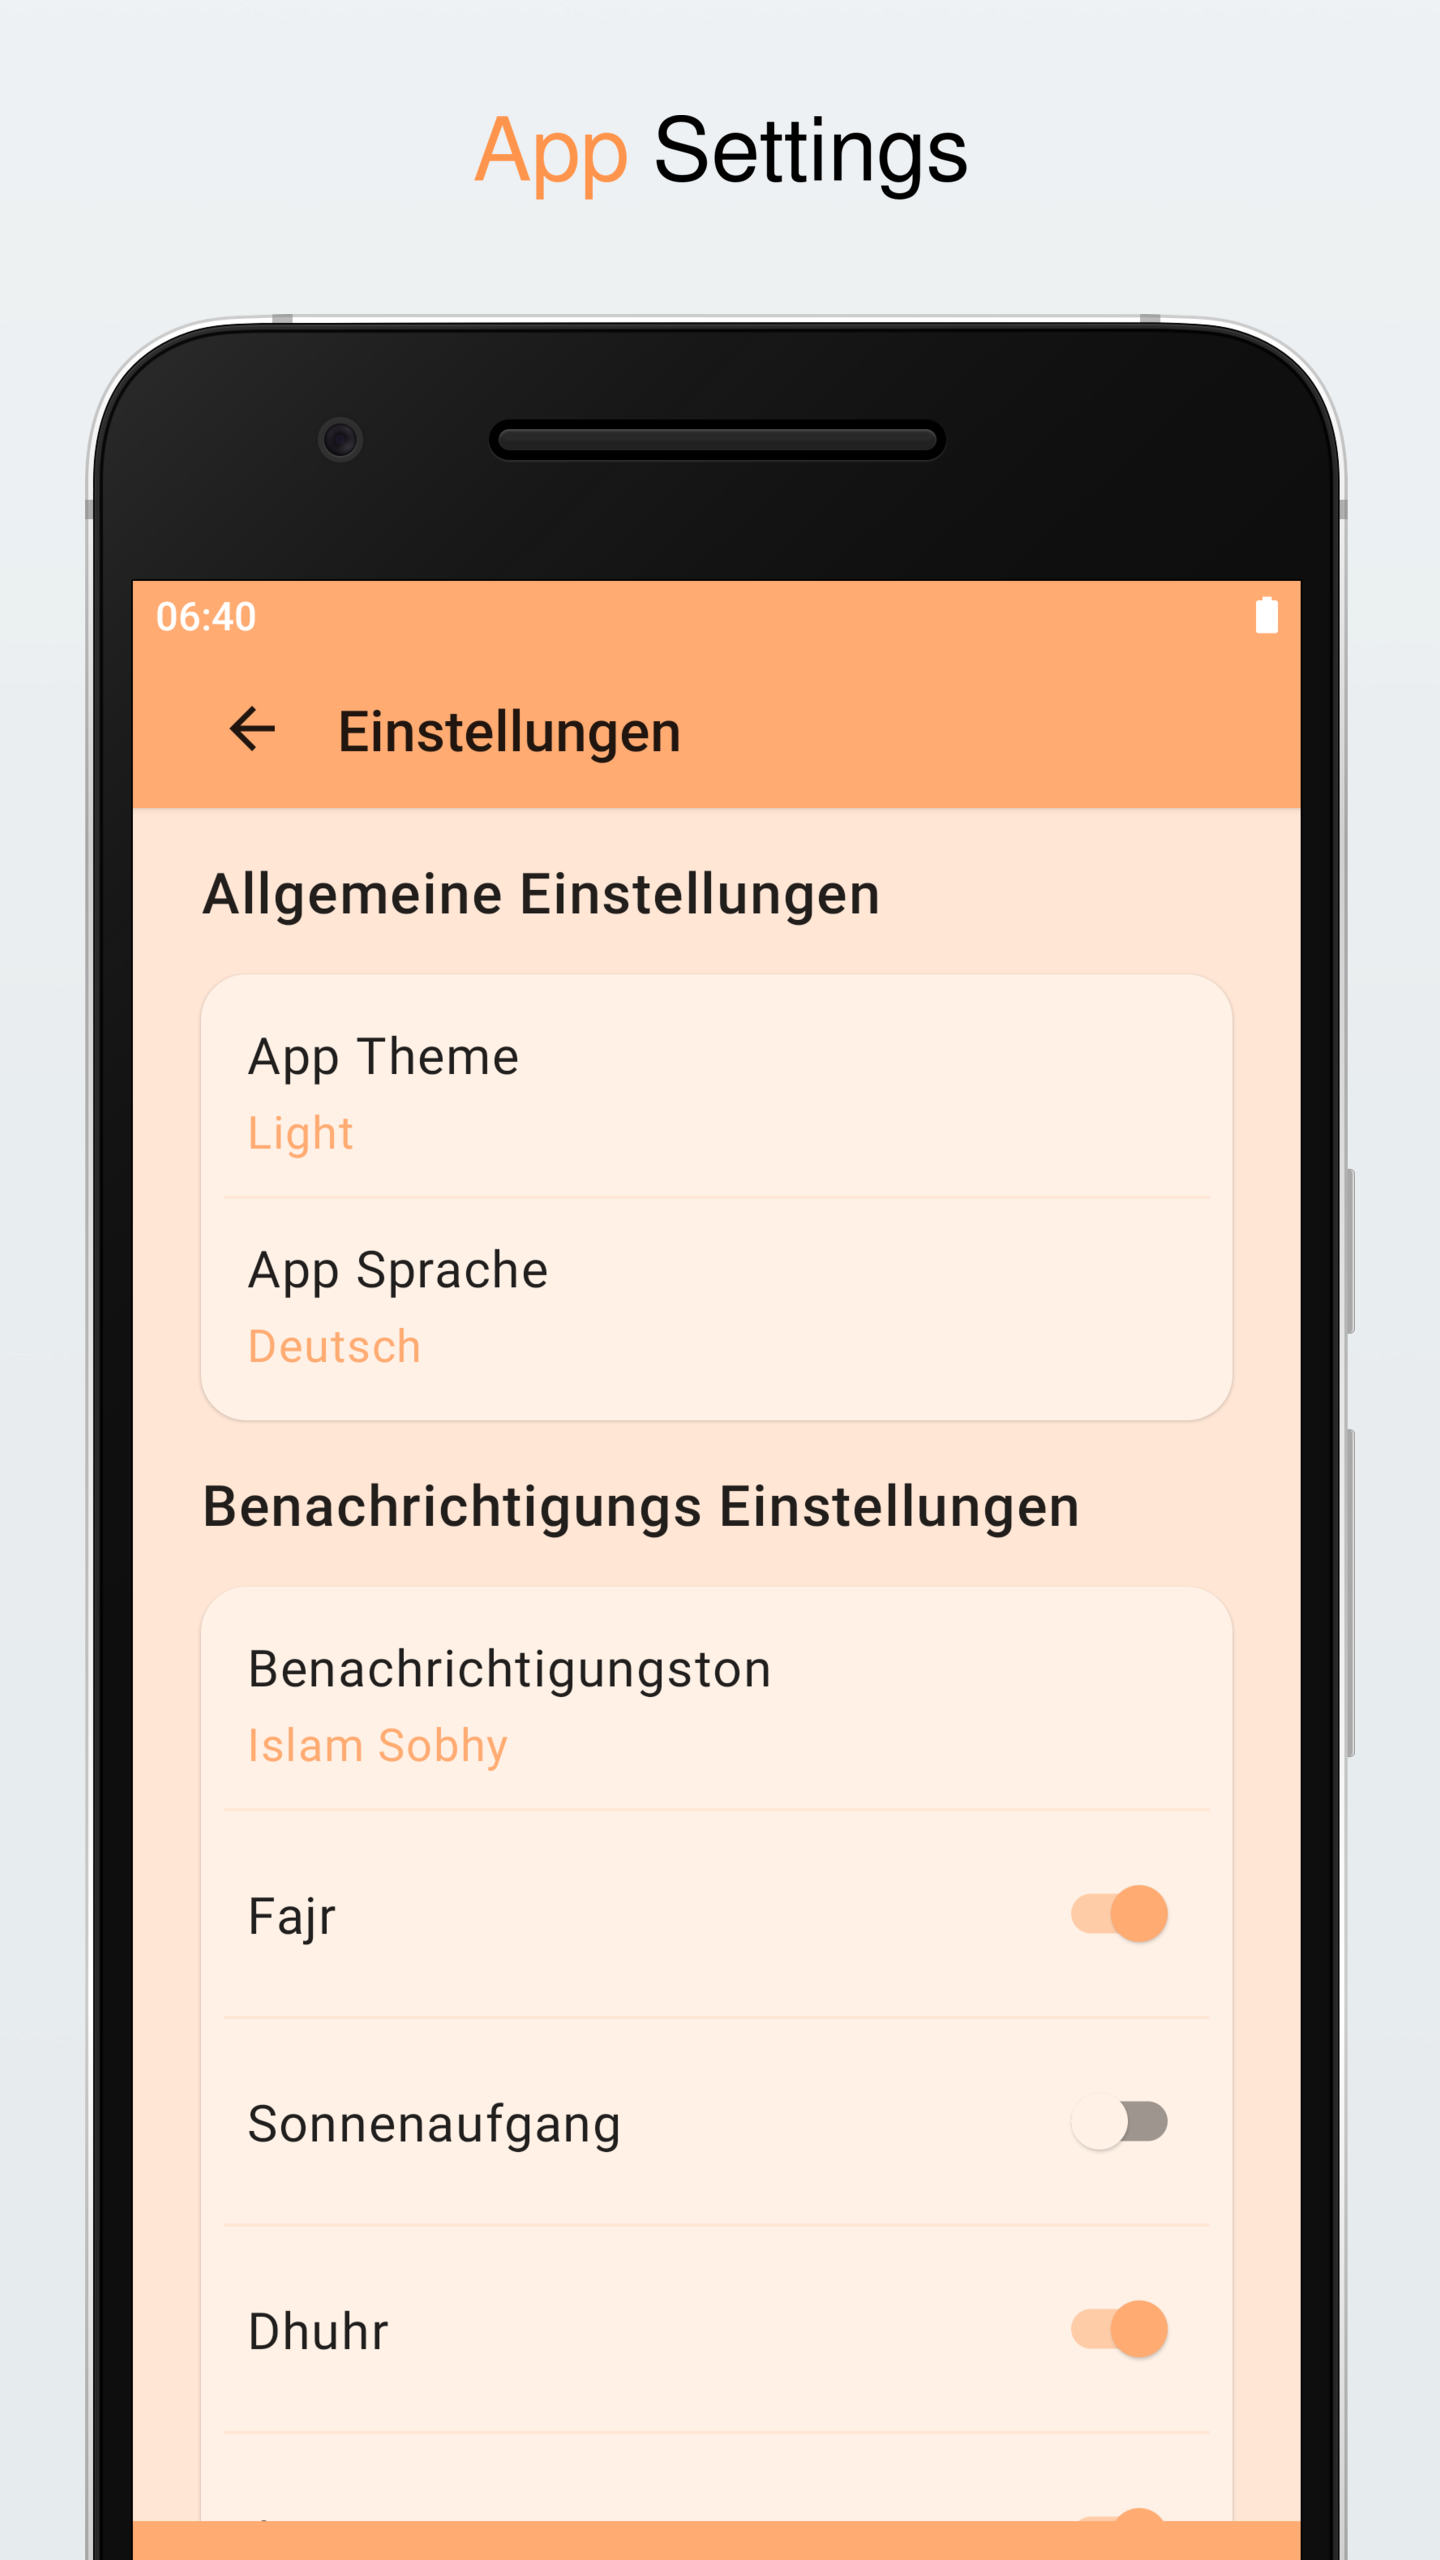 App Settings
06:40
Einstellungen
Allgemeine Einstellungen
App Theme
Light
App Sprache
Deutsch
Benachrichtigungs Einstellungen
Benachrichtigungston
Islam Sobhy
Fajr
Sonnenaufgang
Dhuhr